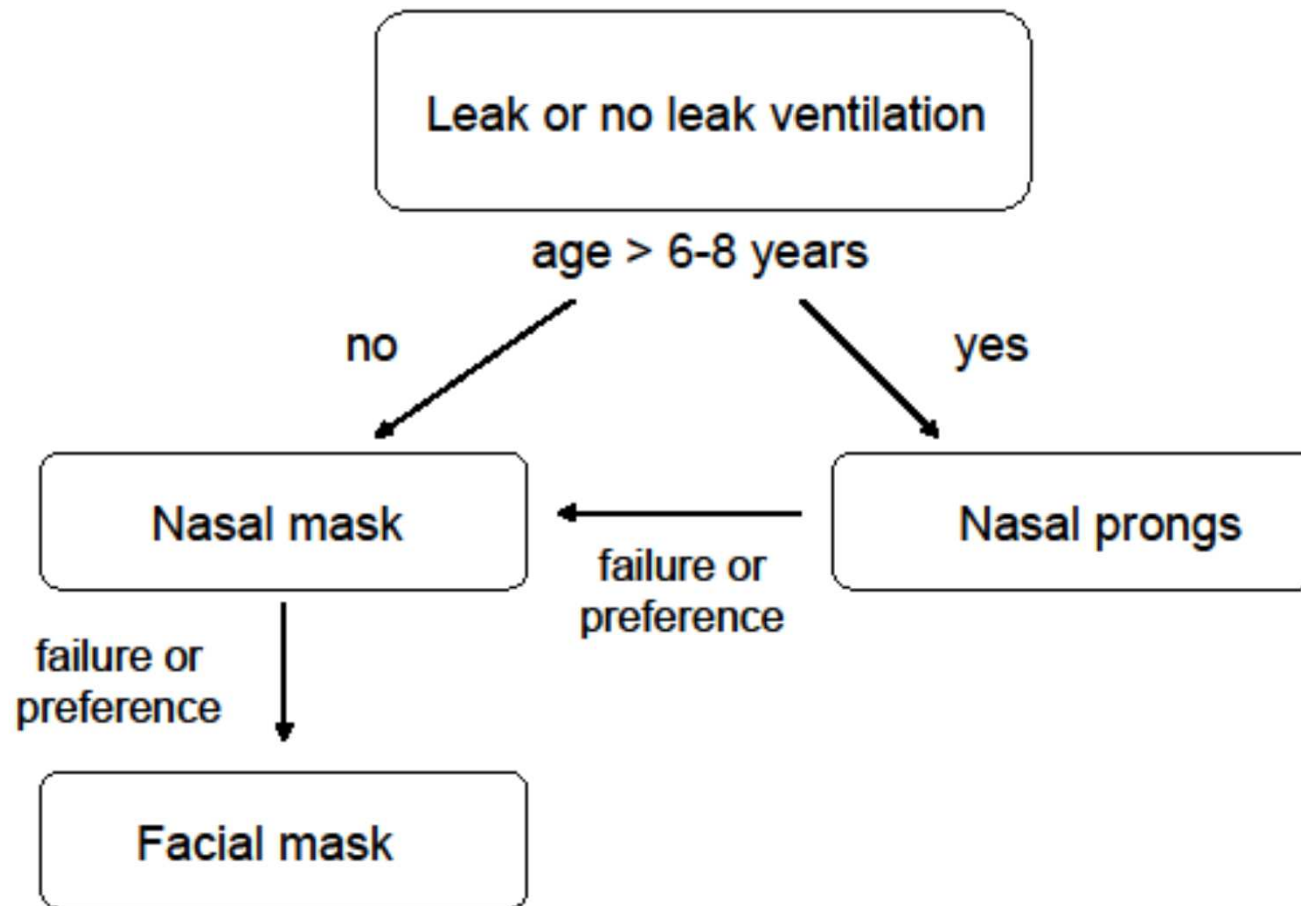 Leak or no leak ventilation
age > 6-8 years
no
yes
Nasal mask
Nasal prongs
failure or
preference
failure or
preference
Facial mask